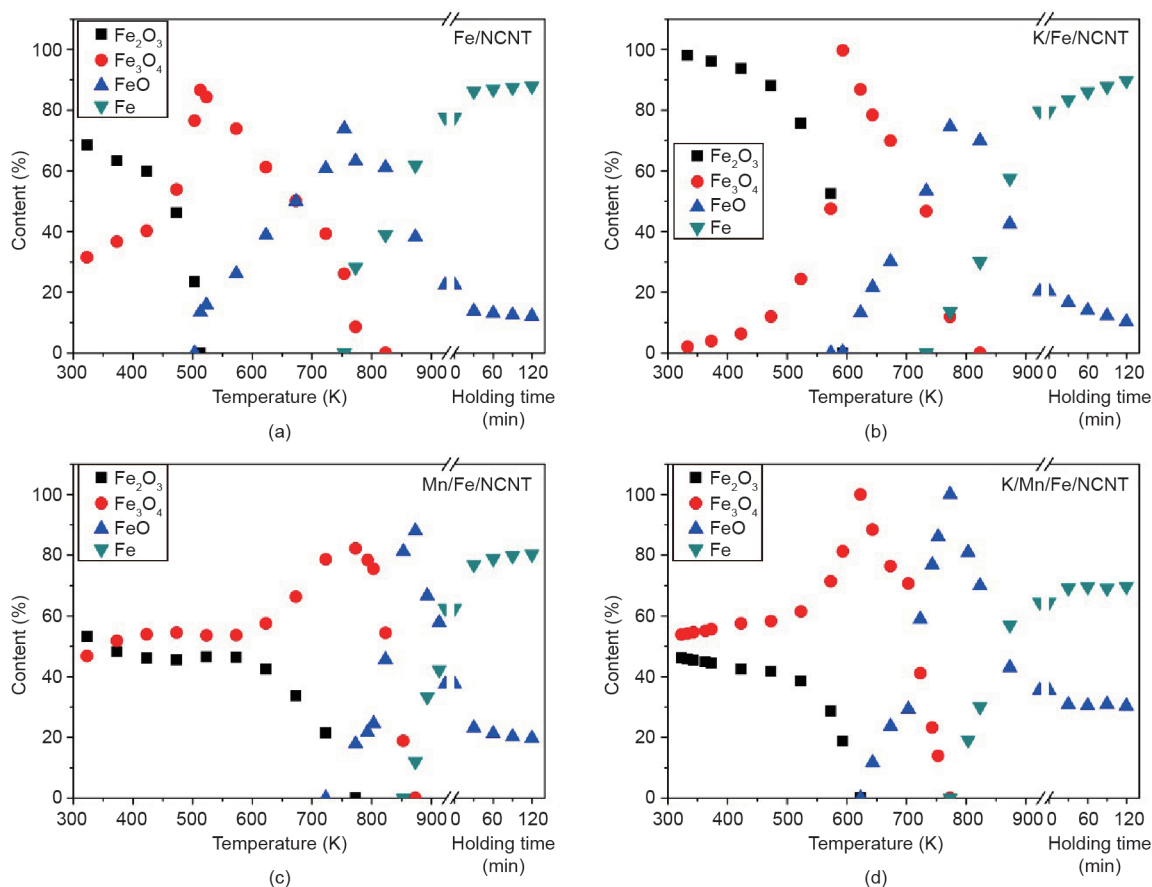 Fe/NCNT
Fe₂O₃
Fe₃O₄
FeO
Fe
Content (%)
100
80
60
40
20
0
300 400 500 600 700 800 900 0 60 120
Temperature (K)
Holding time
(min)
(a)
K/Fe/NCNT
Fe₂O₃
Fe₃O₄
FeO
Fe
Content (%)
100
80
60
40
20
0
300 400 500 600 700 800 900 0 60 120
Temperature (K)
Holding time
(min)
(b)
Mn/Fe/NCNT
Fe₂O₃
Fe₃O₄
FeO
Fe
Content (%)
100
80
60
40
20
0
300 400 500 600 700 800 900 0 60 120
Temperature (K)
Holding time
(min)
(c)
K/Mn/Fe/NCNT
Fe₂O₃
Fe₃O₄
FeO
Fe
Content (%)
100
80
60
40
20
0
300 400 500 600 700 800 900 0 60 120
Temperature (K)
Holding time
(min)
(d)